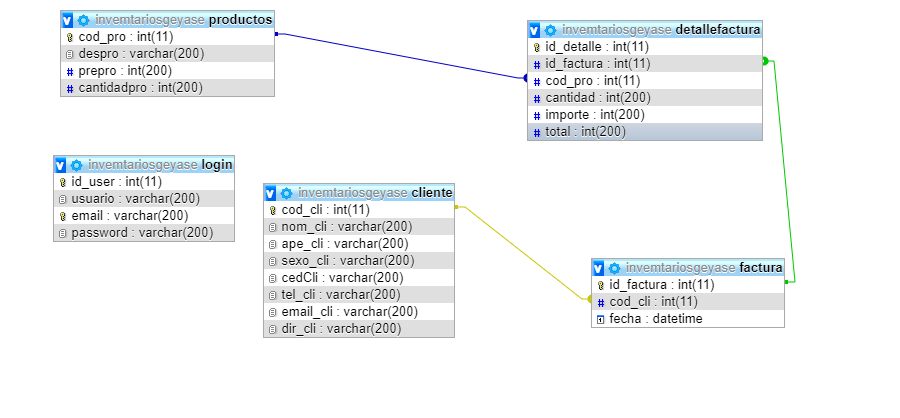 invemtariosgeyase productos
cod_pro : int(11)
despro : varchar(200)
prepro : int(200)
cantidadpro : int(200)
invemtariosgeyase detallefactura
id_detalle : int(11)
id_factura : int(11)
cod_pro : int(11)
cantidad : int(200)
importe : int(200)
total : int(200)
invemtariosgeyase login
id_user : int(11)
usuario : varchar(200)
email : varchar(200)
password : varchar(200)
invemtariosgeyase cliente
cod_cli : int(11)
nom_cli : varchar(200)
ape_cli : varchar(200)
sexo_cli : varchar(200)
cedCli : varchar(200)
tel_cli : varchar(200)
email_cli : varchar(200)
dir_cli : varchar(200)
invemtariosgeyase factura
id_factura : int(11)
cod_cli : int(11)
fecha : datetime